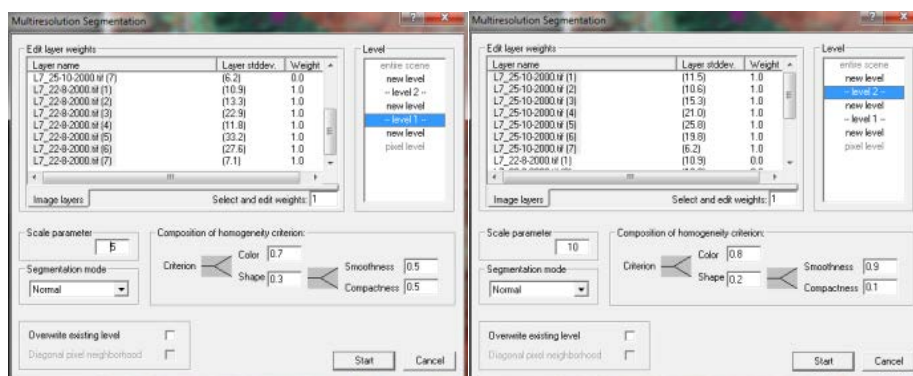 Multiresolution Segmentation
Edit layer weights
Layer name Layer stddev. Weight
L7_25-10-2000.tif (7) (6.2) 0.0
L7_22-8-2000.tif (1) (10.9) 1.0
L7_22-8-2000.tif (2) (13.3) 1.0
L7_22-8-2000.tif (3) (22.9) 1.0
L7_22-8-2000.tif (4) (11.8) 1.0
L7_22-8-2000.tif (5) (33.2) 1.0
L7_22-8-2000.tif (6) (27.6) 1.0
L7_22-8-2000.tif (7) (7.1) 1.0
Image layers
Select and edit weights: 1
Level
entire scene
new level
-- level 2 --
new level
-- level 1 --
new level
pixel level
Scale parameter
5
Segmentation mode
Normal
Composition of homogeneity criterion:
Criterion
Color 0.7
Shape 0.3
Smoothness 0.5
Compactness 0.5
Overwrite existing level
Diagonal pixel neighborhood
Start
Cancel
Multiresolution Segmentation
Edit layer weights
Layer name Layer stddev. Weight
L7_25-10-2000.tif (1) (11.5) 1.0
L7_25-10-2000.tif (2) (10.6) 1.0
L7_25-10-2000.tif (3) (15.3) 1.0
L7_25-10-2000.tif (4) (21.0) 1.0
L7_25-10-2000.tif (5) (25.8) 1.0
L7_25-10-2000.tif (6) (19.8) 1.0
L7_25-10-2000.tif (7) (6.2) 1.0
L7_22-8-2000.tif (1) (10.9) 0.0
Image layers
Select and edit weights: 1
Level
entire scene
new level
-- level 2 --
new level
-- level 1 --
new level
pixel level
Scale parameter
10
Segmentation mode
Normal
Composition of homogeneity criterion:
Criterion
Color 0.8
Shape 0.2
Smoothness 0.9
Compactness 0.1
Overwrite existing level
Diagonal pixel neighborhood
Start
Cancel